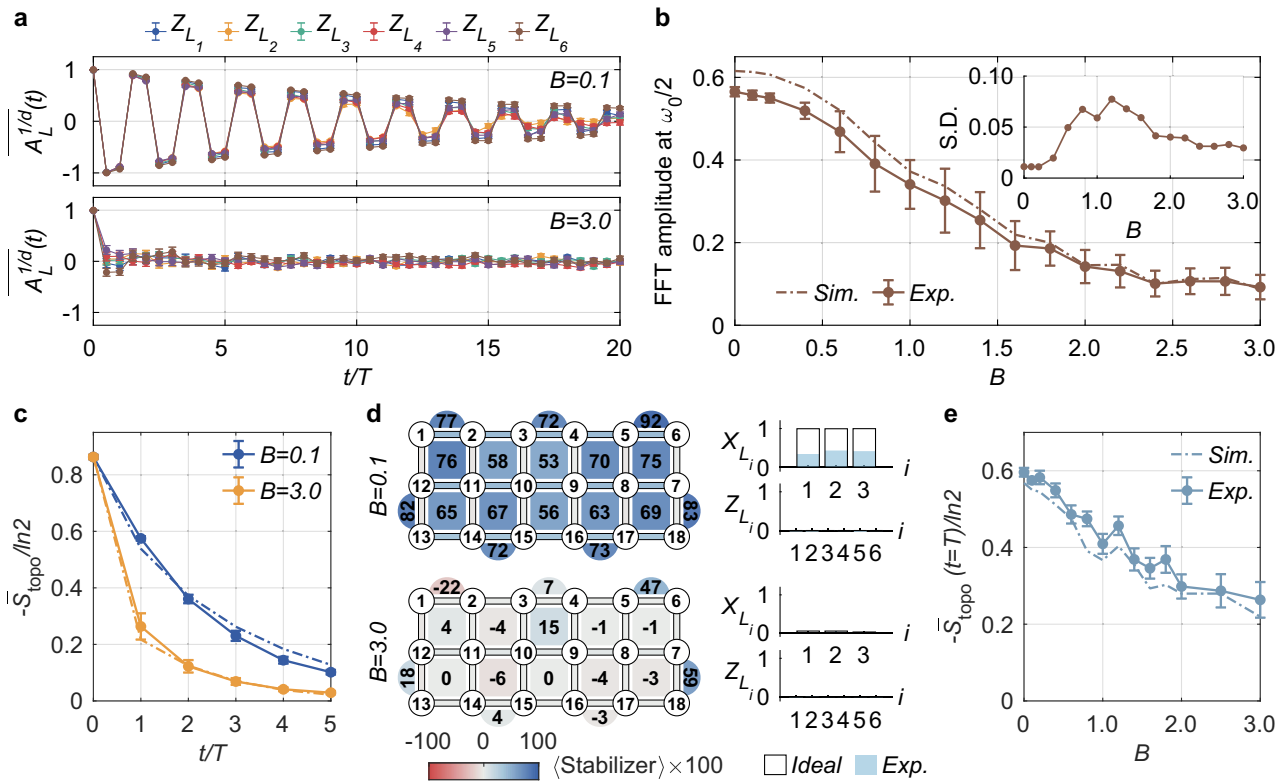 a
Z_L1 Z_L2 Z_L3 Z_L4 Z_L5 Z_L6
A_L^1/d(t)
1
0
-1
B=0.1
A_L^1/d(t)
1
0
-1
B=3.0
0 5 10 15 20
t/T
b
FFT amplitude at ω0/2
0.6
0.4
0.2
0
0 0.5 1.0 1.5 2.0 2.5 3.0
B
Sim. Exp.
S.D.
0.10
0.05
0
0 1.0 2.0 3.0
B
c
-S_topo/ln2
0.8
0.6
0.4
0.2
0
0 1 2 3 4 5
t/T
B=0.1
B=3.0
d
B=0.1
77 72 92
1 2 3 4 5 6
76 58 53 70 75
12 11 10 9 8 7
82 65 67 56 63 69 83
13 14 15 16 17 18
72 73
B=3.0
-22 7 47
1 2 3 4 5 6
4 -4 15 -1 -1
12 11 10 9 8 7
18 0 -6 0 -4 -3 59
13 14 15 16 17 18
4 -3
-100 0 100
⟨Stabilizer⟩×100
X_Li
1
0
1 2 3
i
Z_Li
1
0
1 2 3 4 5 6
X_Li
1
0
1 2 3
i
Z_Li
1
0
1 2 3 4 5 6
Ideal Exp.
e
-S_topo (t=T)/ln2
0.6
0.4
0.2
0
0 1.0 2.0 3.0
B
Sim.
Exp.